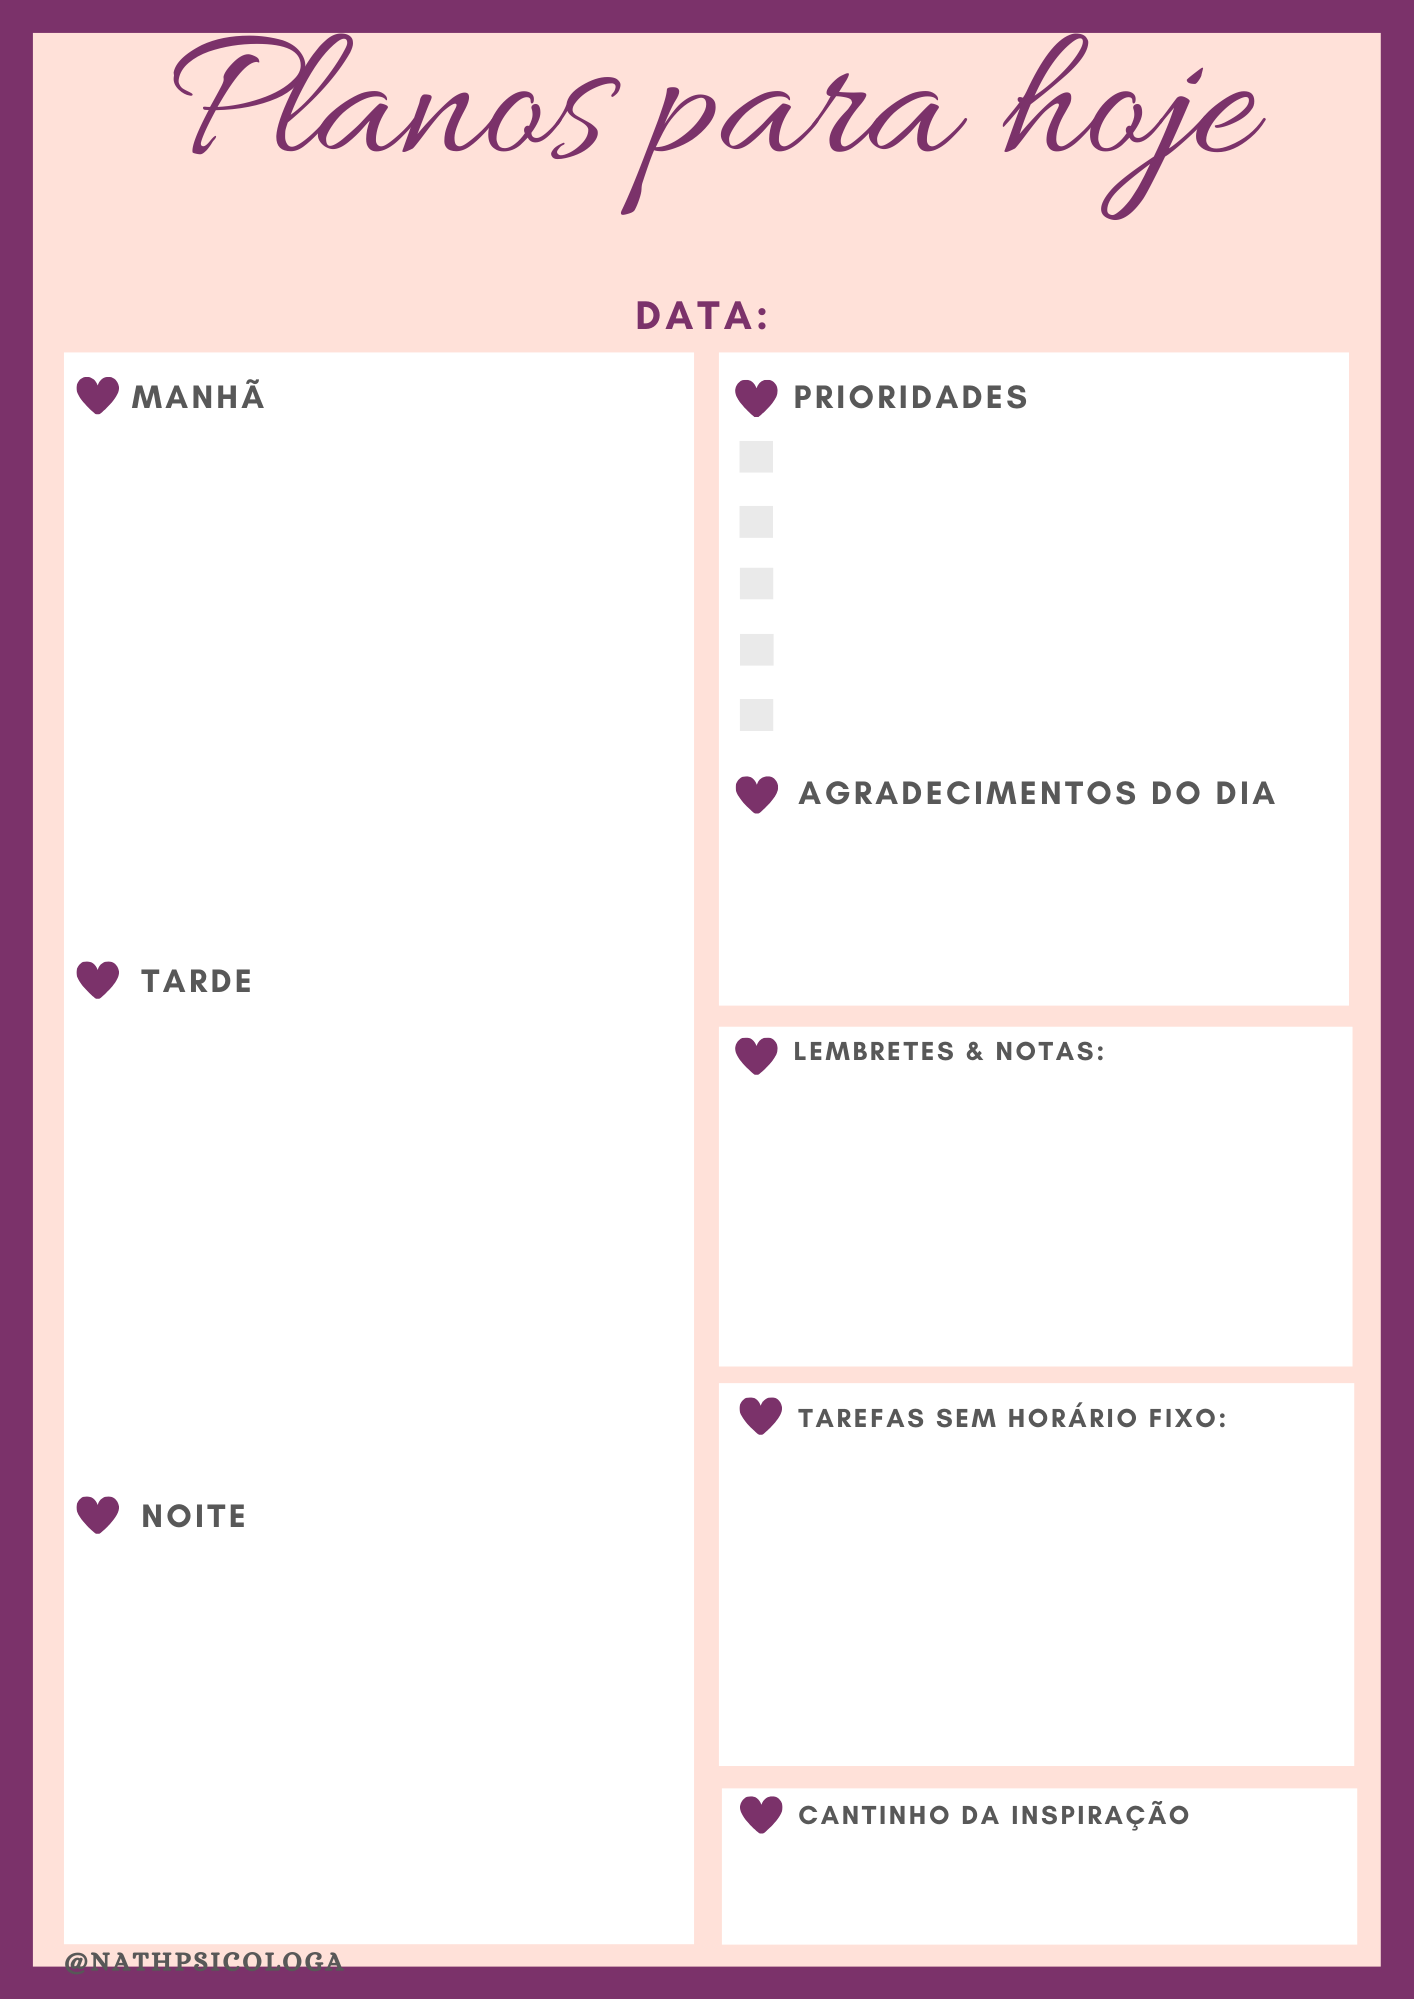 Planos para hoje
DATA:
MANHÃ
TARDE
NOITE
PRIORIDADES
AGRADECIMENTOS DO DIA
LEMBRETES & NOTAS:
TAREFAS SEM HORÁRIO FIXO:
CANTINHO DA INSPIRAÇÃO
@NATHPSICOLOGA